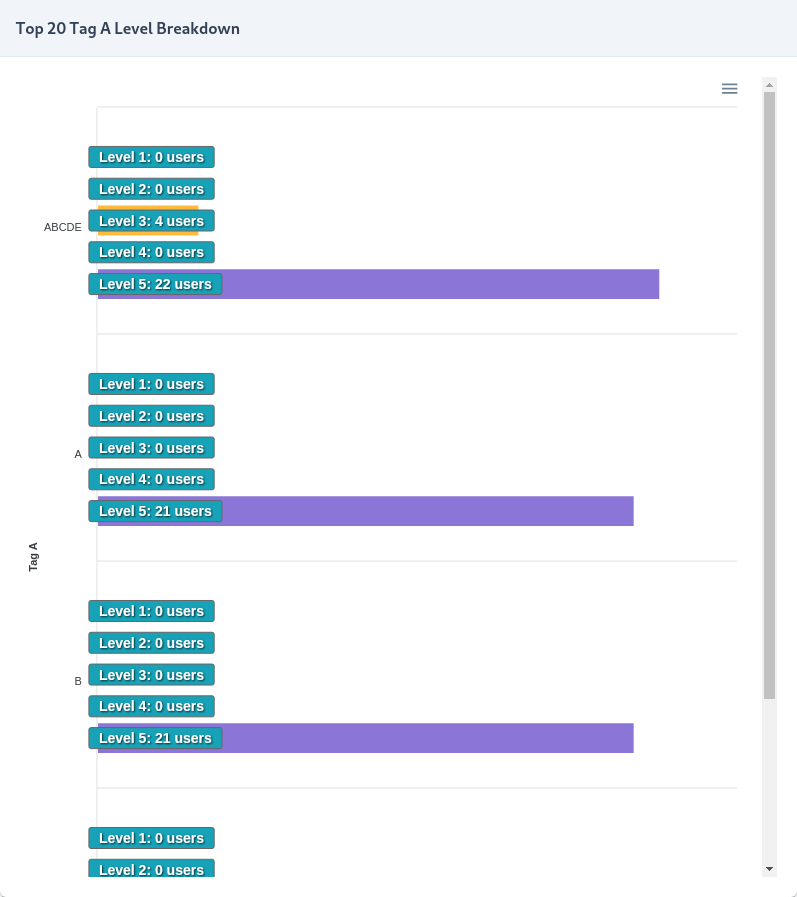 Top 20 Tag A Level Breakdown
Level 1: 0 users
Level 2: 0 users
ABCDE
Level 3: 4 users
Level 4: 0 users
Level 5: 22 users
Level 1: 0 users
Level 2: 0 users
A
Level 3: 0 users
Level 4: 0 users
Level 5: 21 users
Tag A
Level 1: 0 users
Level 2: 0 users
B
Level 3: 0 users
Level 4: 0 users
Level 5: 21 users
Level 1: 0 users
Level 2: 0 users